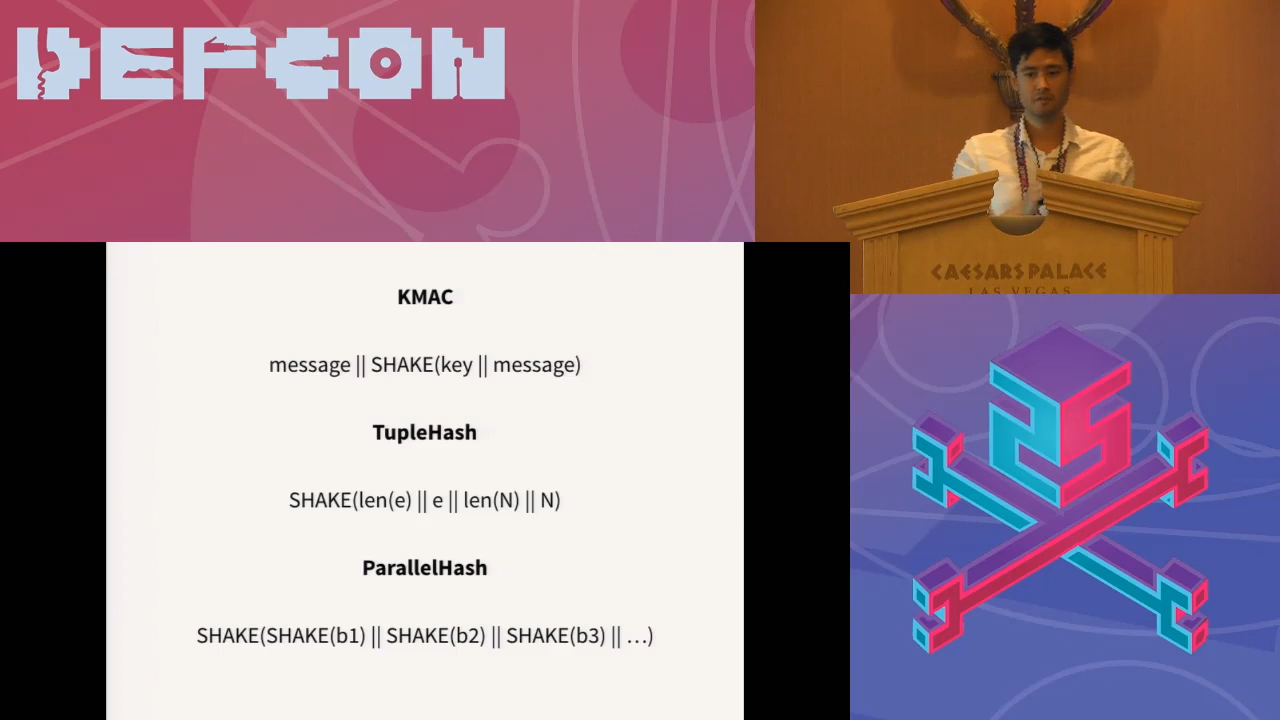 DEFCON
CAESARS PALACE
LAS VEGAS
KMAC
message || SHAKE(key || message)
TupleHash
SHAKE(len(e) || e || len(N) || N)
ParallelHash
SHAKE(SHAKE(b1) || SHAKE(b2) || SHAKE(b3) || …)
25